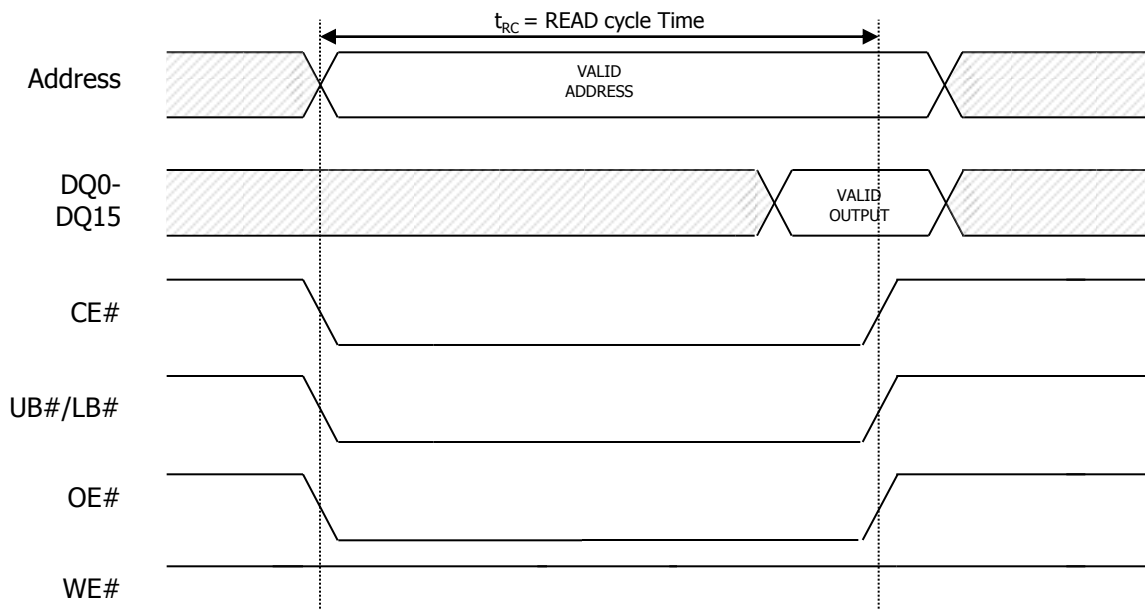 tRC = READ cycle Time
Address
VALID
ADDRESS
DQ0-
DQ15
VALID
OUTPUT
CE#
UB#/LB#
OE#
WE#